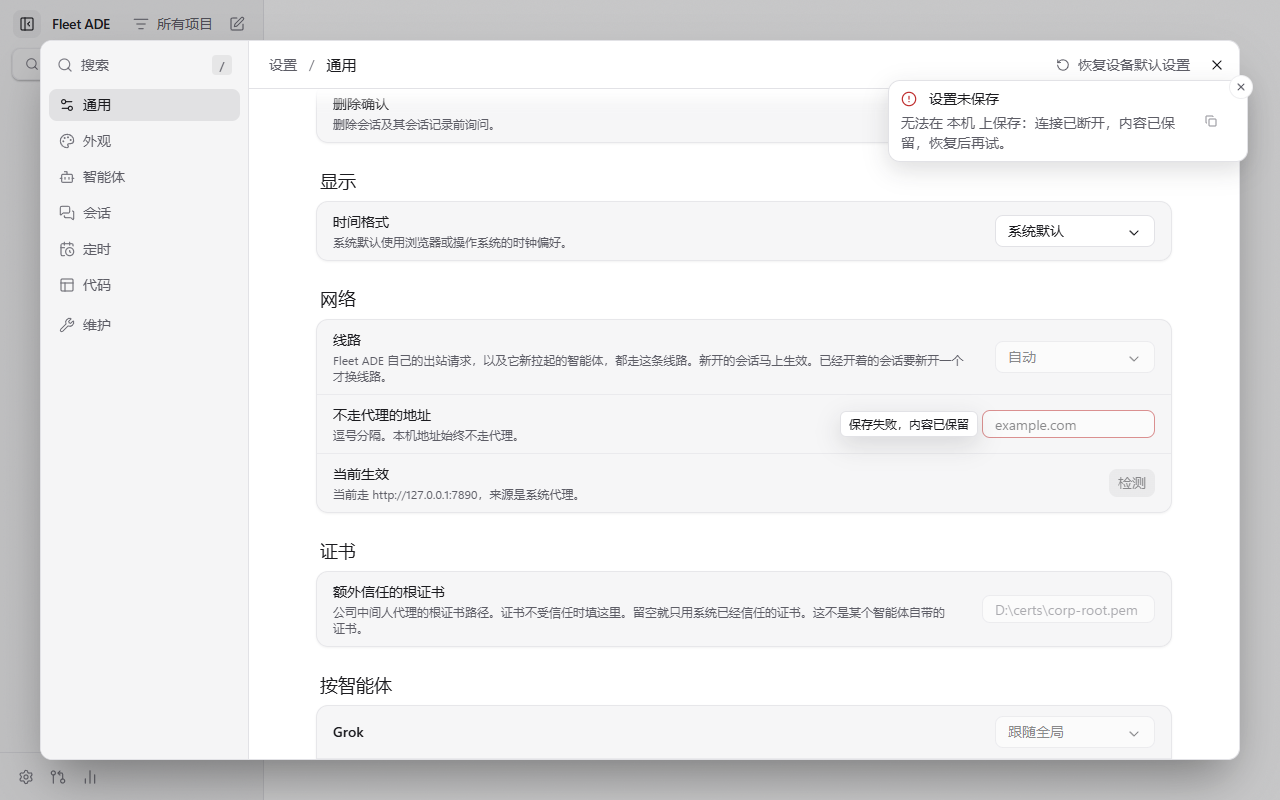 Fleet ADE
所有项目
搜索
/
通用
外观
智能体
会话
定时
代码
维护
设置 / 通用
恢复设备默认设置
设置未保存
无法在 本机 上保存：连接已断开，内容已保
留，恢复后再试。
删除确认
删除会话及其会话记录前询问。
显示
时间格式
系统默认使用浏览器或操作系统的时钟偏好。
系统默认
网络
线路
Fleet ADE 自己的出站请求，以及它新拉起的智能体，都走这条线路。新开的会话马上生效。已经开着的会话要新开一个
才换线路。
自动
不走代理的地址
逗号分隔。本机地址始终不走代理。
保存失败，内容已保留
example.com
当前生效
当前走 http://127.0.0.1:7890，来源是系统代理。
检测
证书
额外信任的根证书
公司中间人代理的根证书路径。证书不受信任时填这里。留空就只用系统已经信任的证书。这不是某个智能体自带的
证书。
D:\certs\corp-root.pem
按智能体
Grok
跟随全局